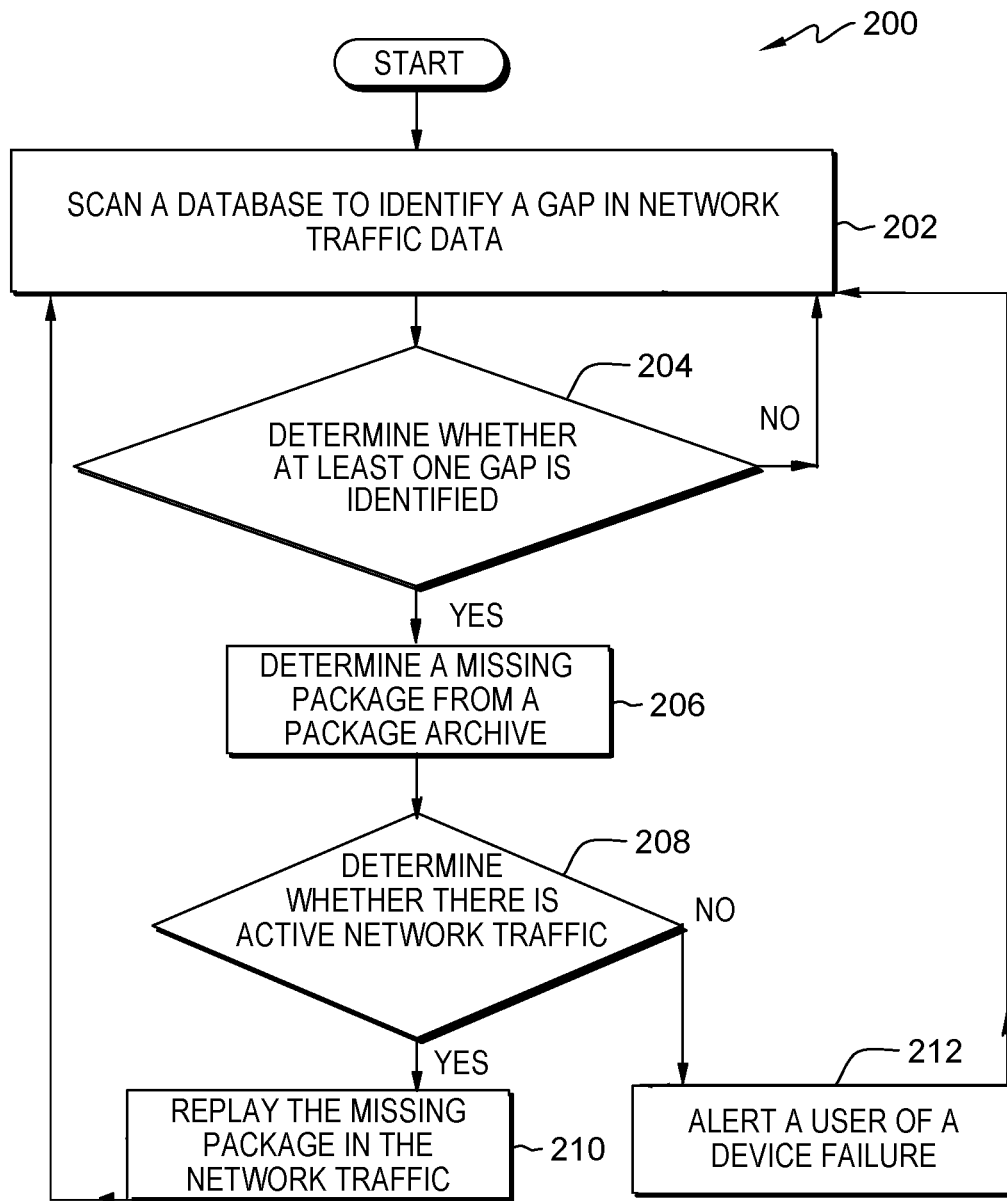 200
START
SCAN A DATABASE TO IDENTIFY A GAP IN NETWORK
TRAFFIC DATA
202
204
NO
DETERMINE WHETHER
AT LEAST ONE GAP IS
IDENTIFIED
YES
DETERMINE A MISSING
PACKAGE FROM A
PACKAGE ARCHIVE
206
208
DETERMINE
WHETHER THERE IS
ACTIVE NETWORK TRAFFIC
NO
YES
212
REPLAY THE MISSING
PACKAGE IN THE
NETWORK TRAFFIC
210
ALERT A USER OF A
DEVICE FAILURE